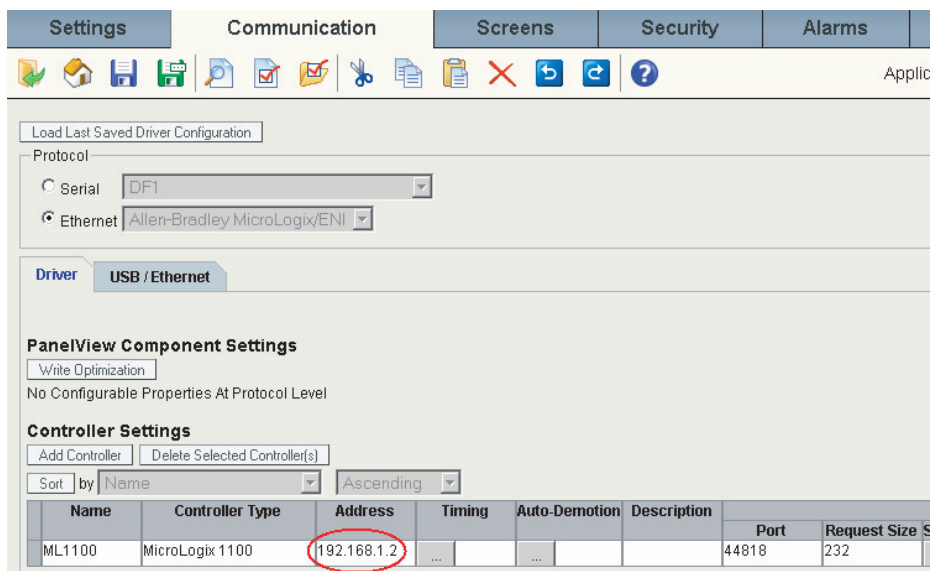 Settings Communication Screens Security Alarms
Applic
Load Last Saved Driver Configuration
Protocol
Serial DF1
Ethernet Allen-Bradley MicroLogix/ENI
Driver USB / Ethernet
PanelView Component Settings
Write Optimization
No Configurable Properties At Protocol Level
Controller Settings
Add Controller Delete Selected Controller(s)
Sort by Name Ascending
Name Controller Type Address Timing Auto-Demotion Description
Port Request Size S
ML1100 MicroLogix 1100 192.168.1.2 ... ... 44818 232